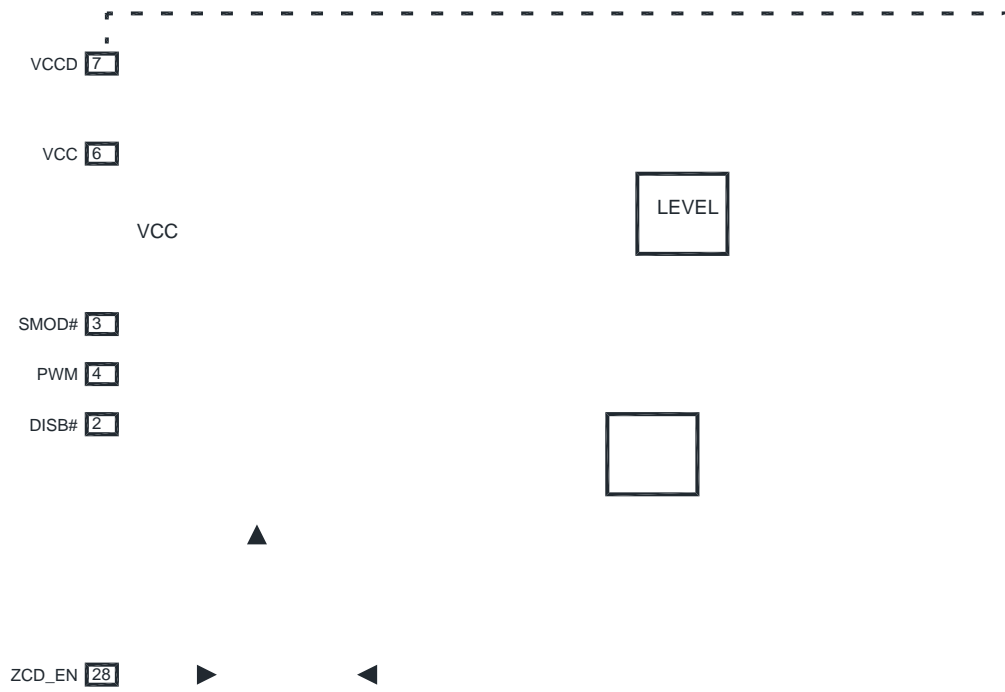 VCCD 7
VCC 6
LEVEL
VCC
SMOD# 3
PWM 4
DISB# 2
ZCD_EN 28